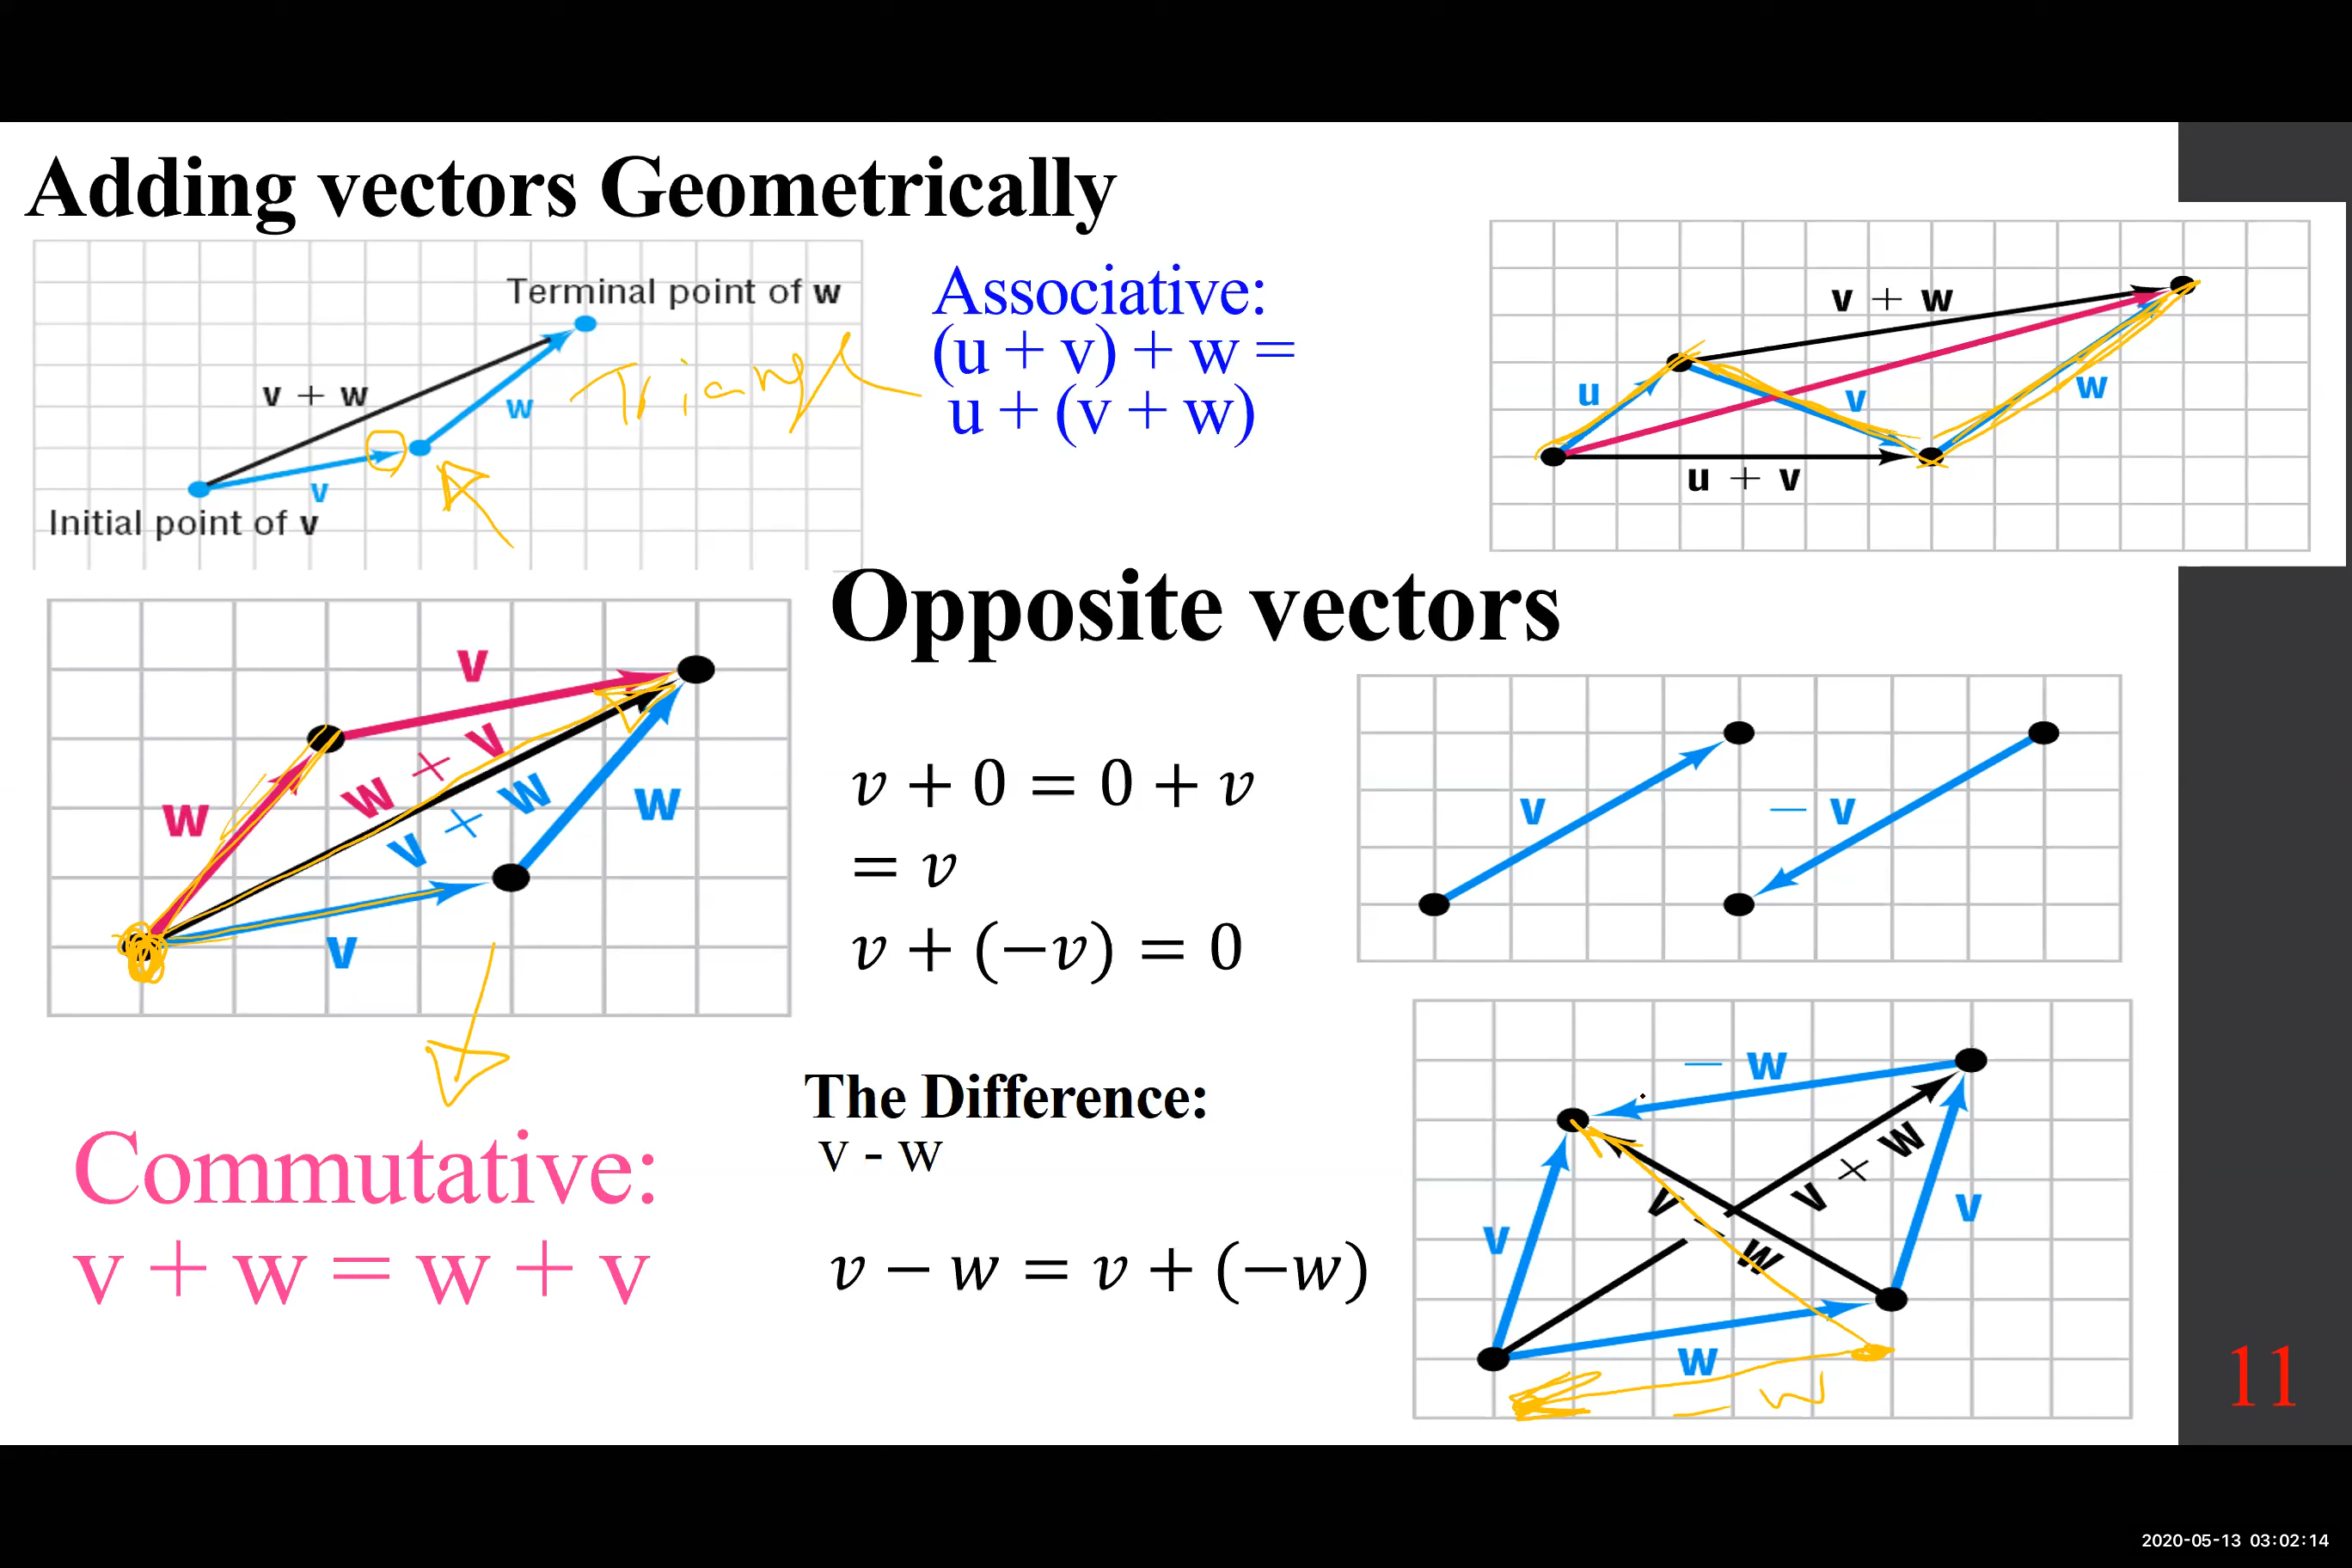 Adding vectors Geometrically
Terminal point of w
v + w
w
v
Initial point of v
Associative:
(u + v) + w =
u + (v + w)
v + w
u
v
w
u + v
Opposite vectors
v
w
w + v
v + w
w
v
v + 0 = 0 + v
= v
v + (−v) = 0
v
− v
Commutative:
v + w = w + v
The Difference:
v - w
v − w = v + (−w)
− w
v + w
v − w
v
v
w
− w
11
2020-05-13 03:02:14